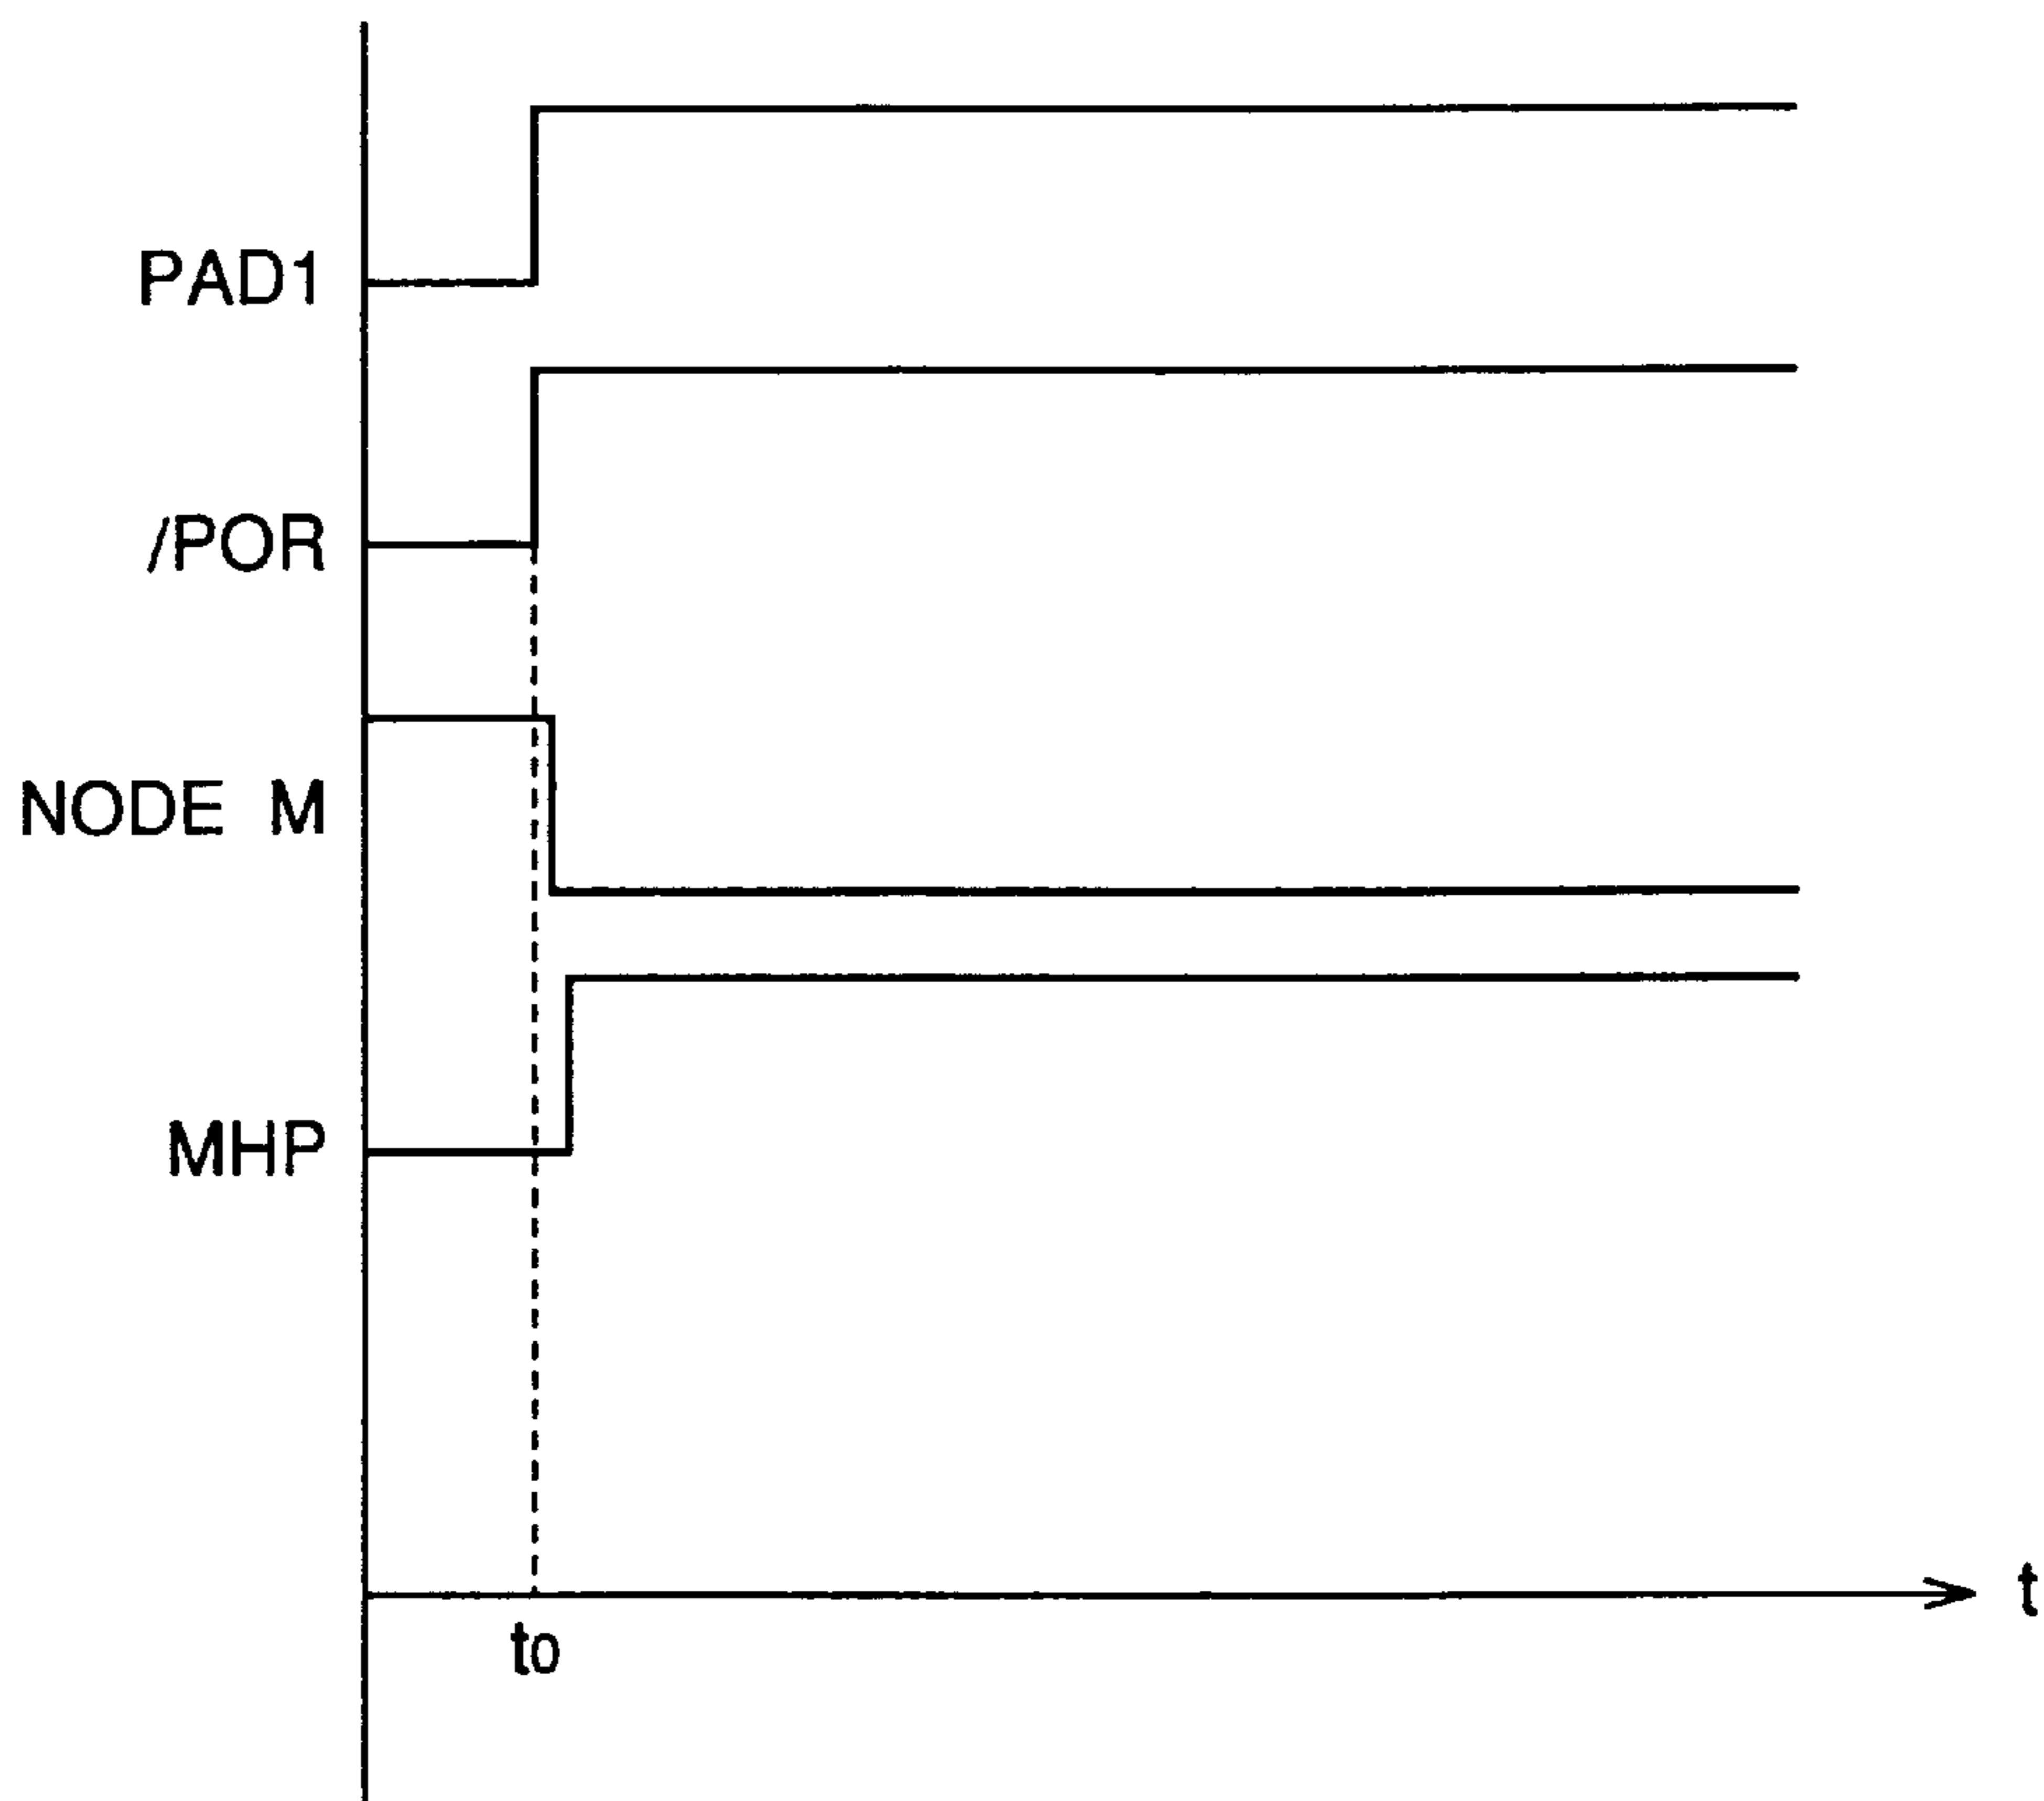 PAD1
/POR
NODE M
MHP
t
to